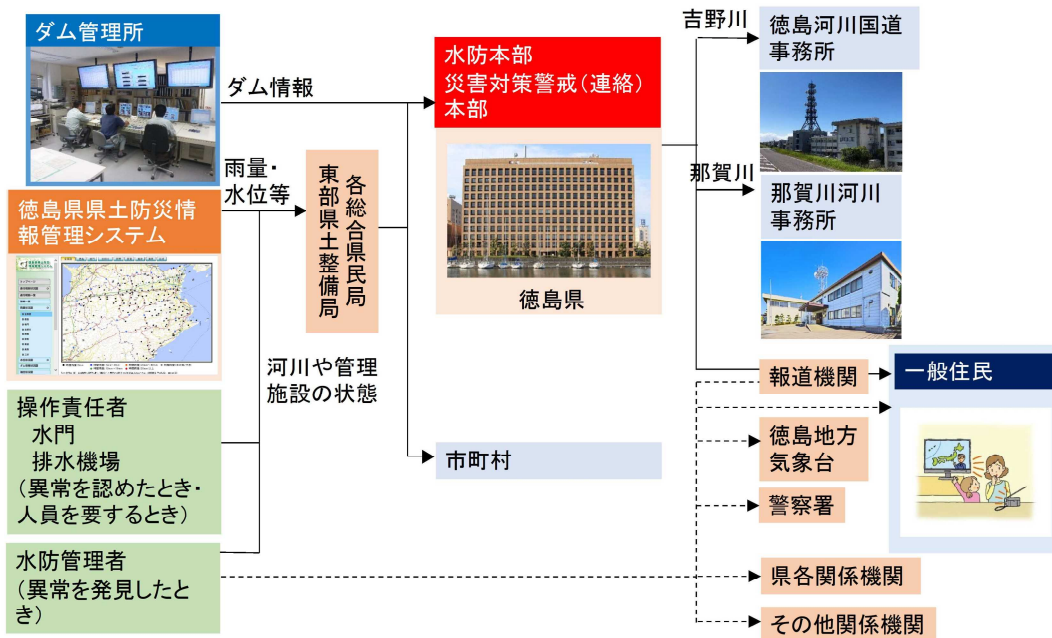 ダム管理所
ダム情報
雨量・
水位等
徳島県県土防災情
報管理システム
各総合県民局
東部県土整備局
河川や管理
施設の状態
操作責任者
水門
排水機場
(異常を認めたとき・
人員を要するとき)
水防管理者
(異常を発見したと
き)
水防本部
災害対策警戒(連絡)
本部
徳島県
市町村
吉野川
徳島河川国道
事務所
那賀川
那賀川河川
事務所
報道機関
一般住民
徳島地方
気象台
警察署
県各関係機関
その他関係機関